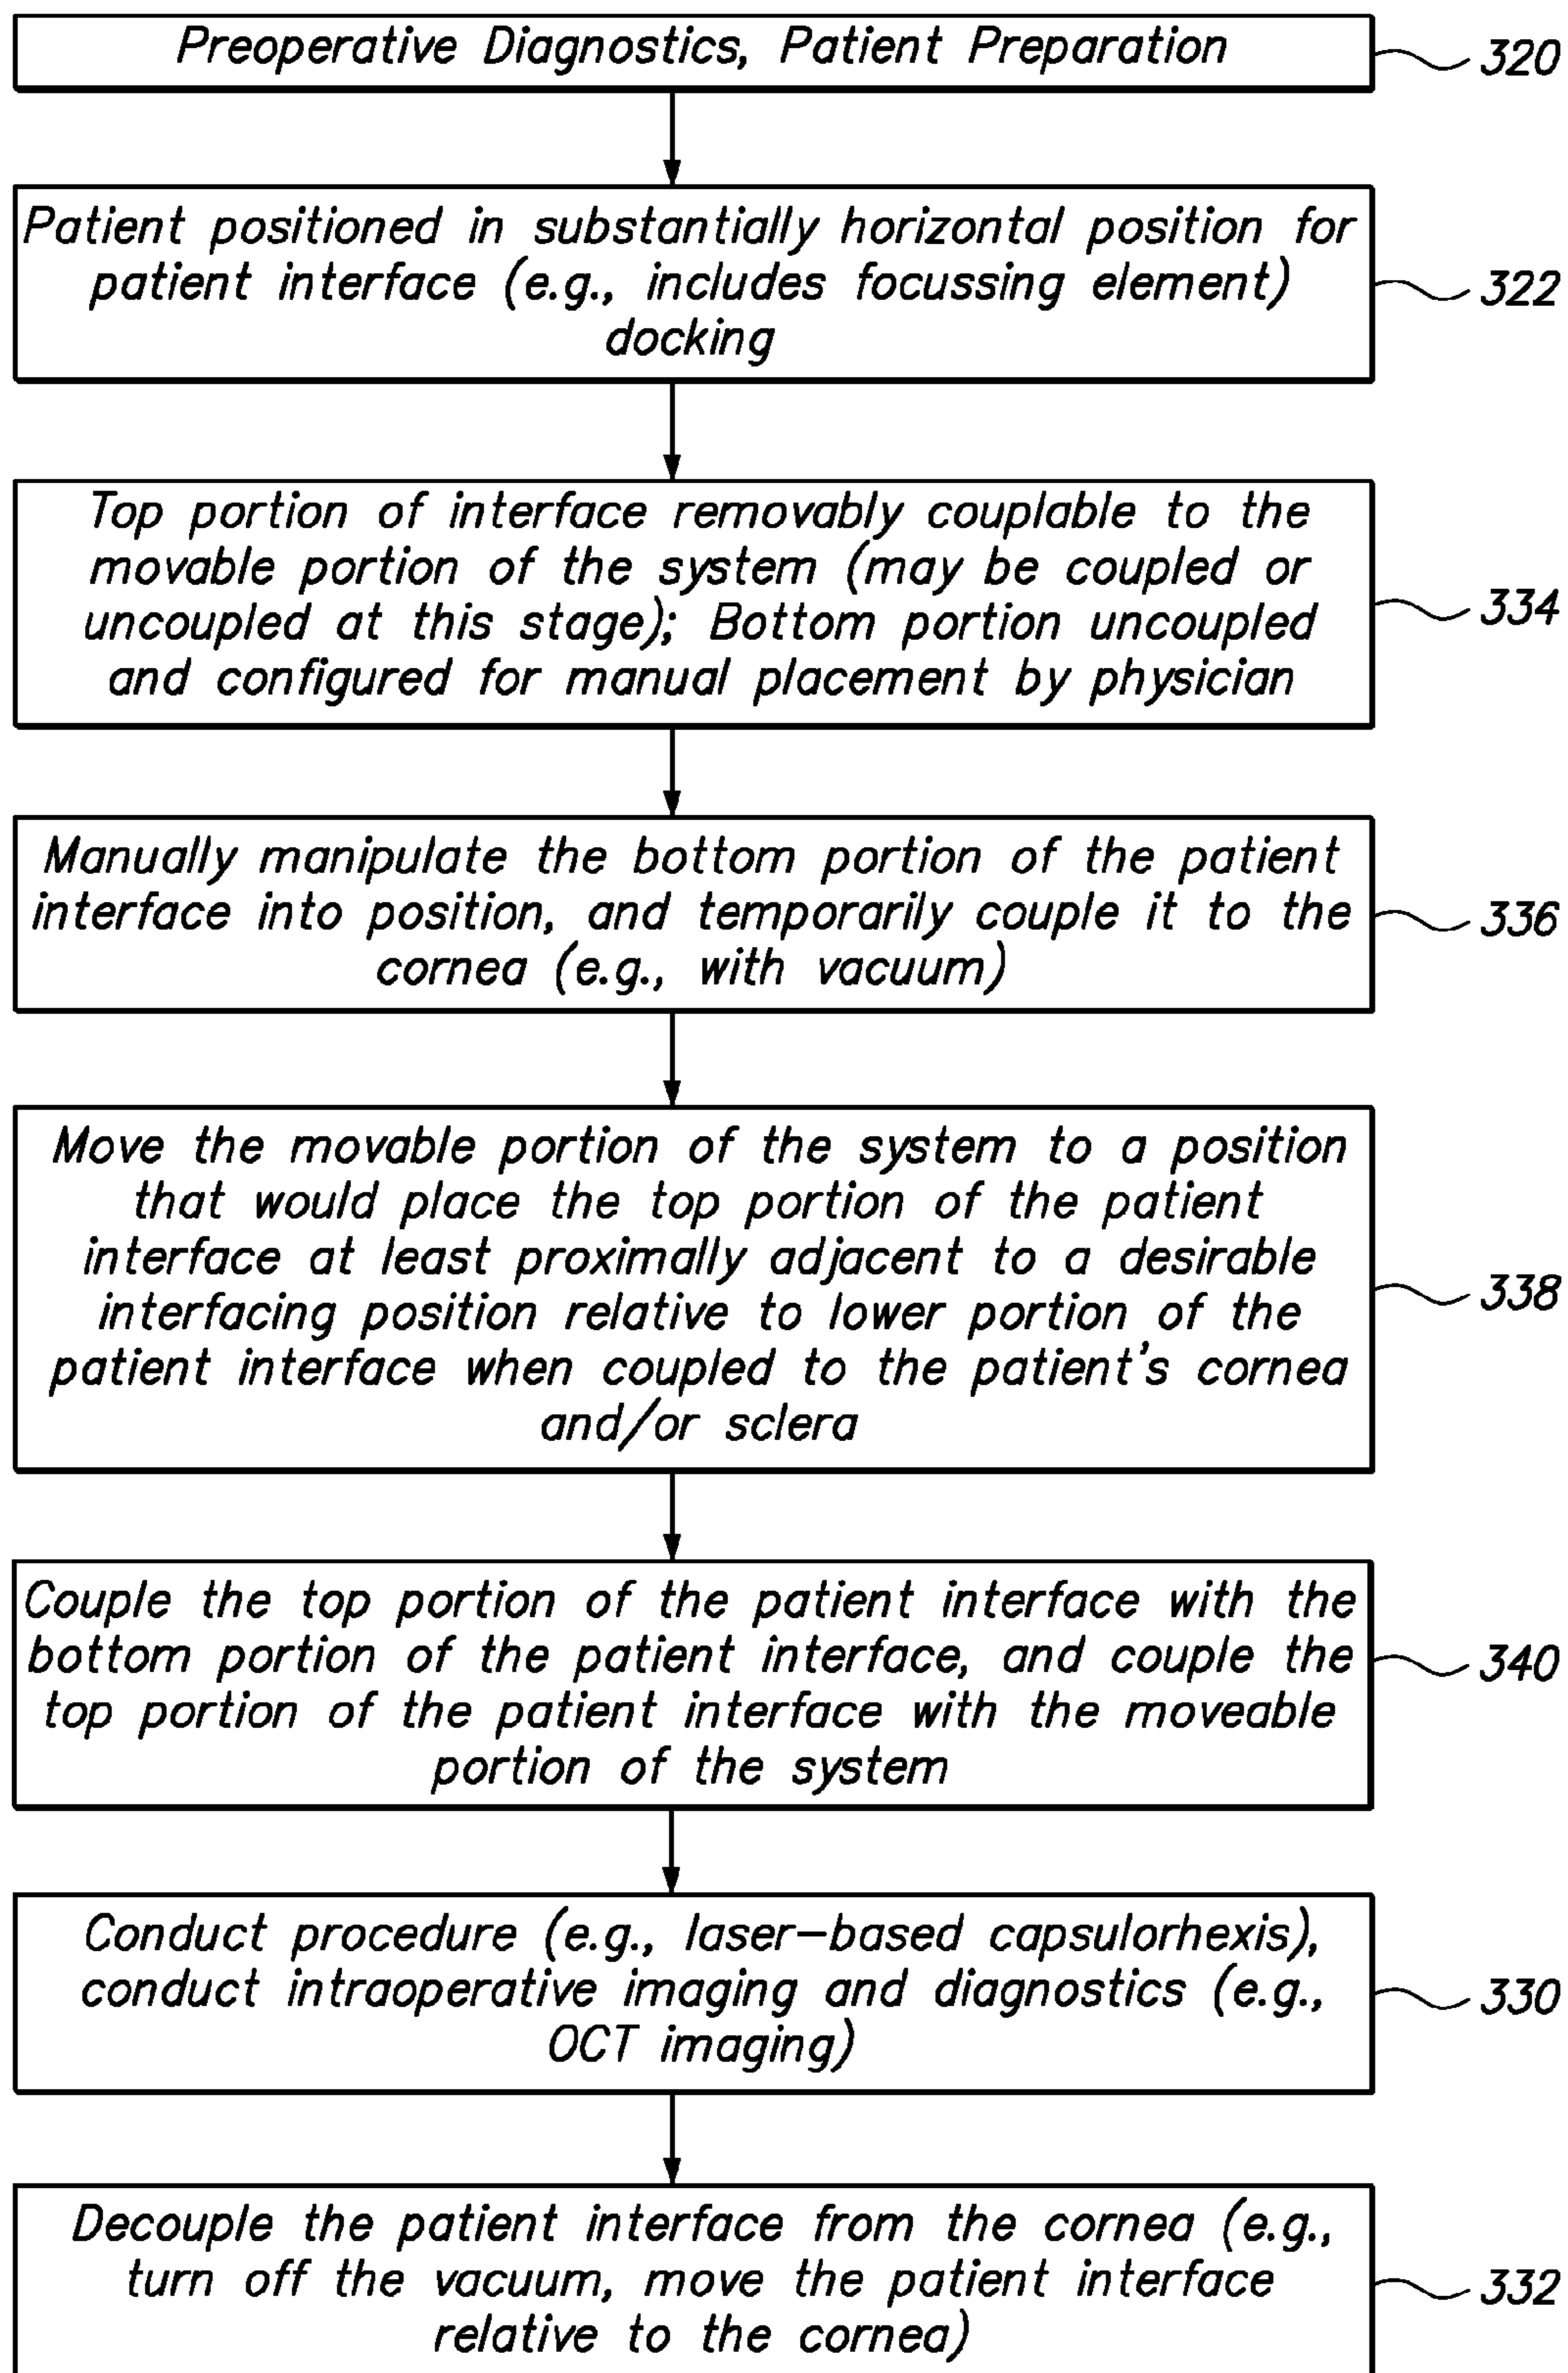 Preoperative Diagnostics, Patient Preparation
320
Patient positioned in substantially horizontal position for
patient interface (e.g., includes focussing element)
docking
322
Top portion of interface removably couplable to the
movable portion of the system (may be coupled or
uncoupled at this stage); Bottom portion uncoupled
and configured for manual placement by physician
334
Manually manipulate the bottom portion of the patient
interface into position, and temporarily couple it to the
cornea (e.g., with vacuum)
336
Move the movable portion of the system to a position
that would place the top portion of the patient
interface at least proximally adjacent to a desirable
interfacing position relative to lower portion of the
patient interface when coupled to the patient's cornea
and/or sclera
338
Couple the top portion of the patient interface with the
bottom portion of the patient interface, and couple the
top portion of the patient interface with the moveable
portion of the system
340
Conduct procedure (e.g., laser-based capsulorhexis),
conduct intraoperative imaging and diagnostics (e.g.,
OCT imaging)
330
Decouple the patient interface from the cornea (e.g.,
turn off the vacuum, move the patient interface
relative to the cornea)
332